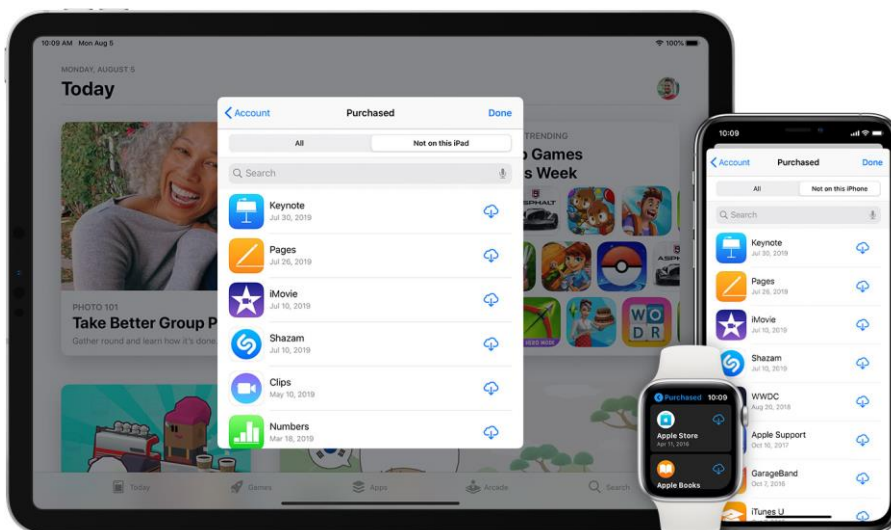 10:09 AM Mon Aug 5
100%
MONDAY, AUGUST 5
Today
Account
Purchased
Done
All
Not on this iPad
Search
Keynote
Jul 30, 2019
Pages
Jul 26, 2019
iMovie
Jul 10, 2019
Shazam
Jul 10, 2019
Clips
May 10, 2019
Numbers
Mar 18, 2019
PHOTO 101
Take Better Group P
Gather round and learn how it's done.
TRENDING
Games
s Week
ASPHALT
WO
DR
Today
Games
Apps
Arcade
Search
Purchased 10:09
Apple Store
Apr 11, 2016
Apple Books
10:09
Account
Purchased
Done
All
Not on this iPhone
Search
Keynote
Jul 30, 2019
Pages
Jul 26, 2019
iMovie
Jul 10, 2019
Shazam
Jul 10, 2019
WWDC
Aug 20, 2018
Apple Support
Oct 10, 2017
GarageBand
Oct 7, 2016
iTunes U